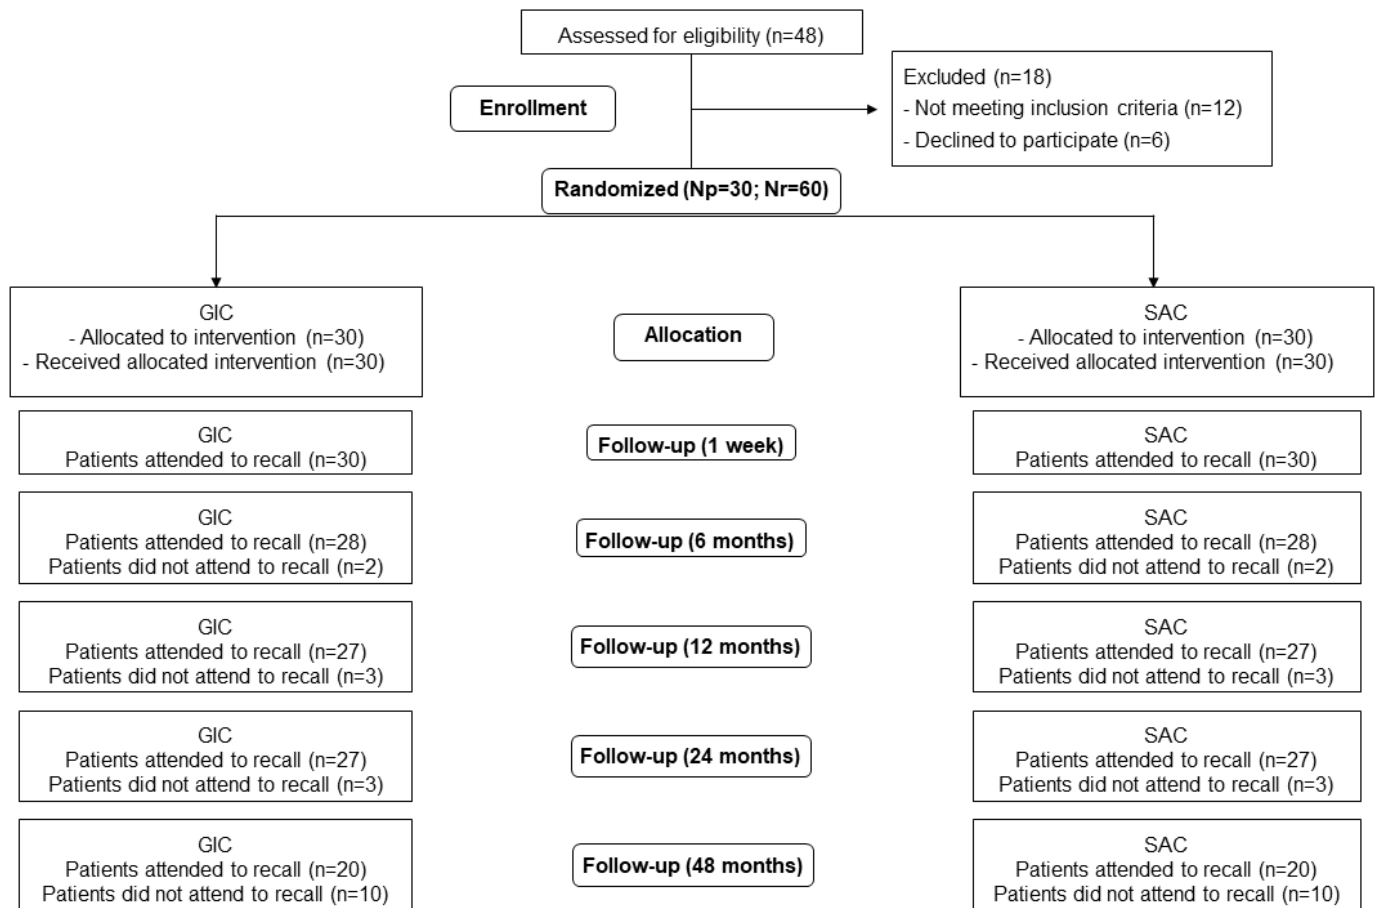 Assessed for eligibility (n=48)
Excluded (n=18)
- Not meeting inclusion criteria (n=12)
- Declined to participate (n=6)
Enrollment
Randomized (Np=30; Nr=60)
GIC
- Allocated to intervention (n=30)
- Received allocated intervention (n=30)
Allocation
SAC
- Allocated to intervention (n=30)
- Received allocated intervention (n=30)
GIC
Patients attended to recall (n=30)
Follow-up (1 week)
SAC
Patients attended to recall (n=30)
GIC
Patients attended to recall (n=28)
Patients did not attend to recall (n=2)
Follow-up (6 months)
SAC
Patients attended to recall (n=28)
Patients did not attend to recall (n=2)
GIC
Patients attended to recall (n=27)
Patients did not attend to recall (n=3)
Follow-up (12 months)
SAC
Patients attended to recall (n=27)
Patients did not attend to recall (n=3)
GIC
Patients attended to recall (n=27)
Patients did not attend to recall (n=3)
Follow-up (24 months)
SAC
Patients attended to recall (n=27)
Patients did not attend to recall (n=3)
GIC
Patients attended to recall (n=20)
Patients did not attend to recall (n=10)
Follow-up (48 months)
SAC
Patients attended to recall (n=20)
Patients did not attend to recall (n=10)